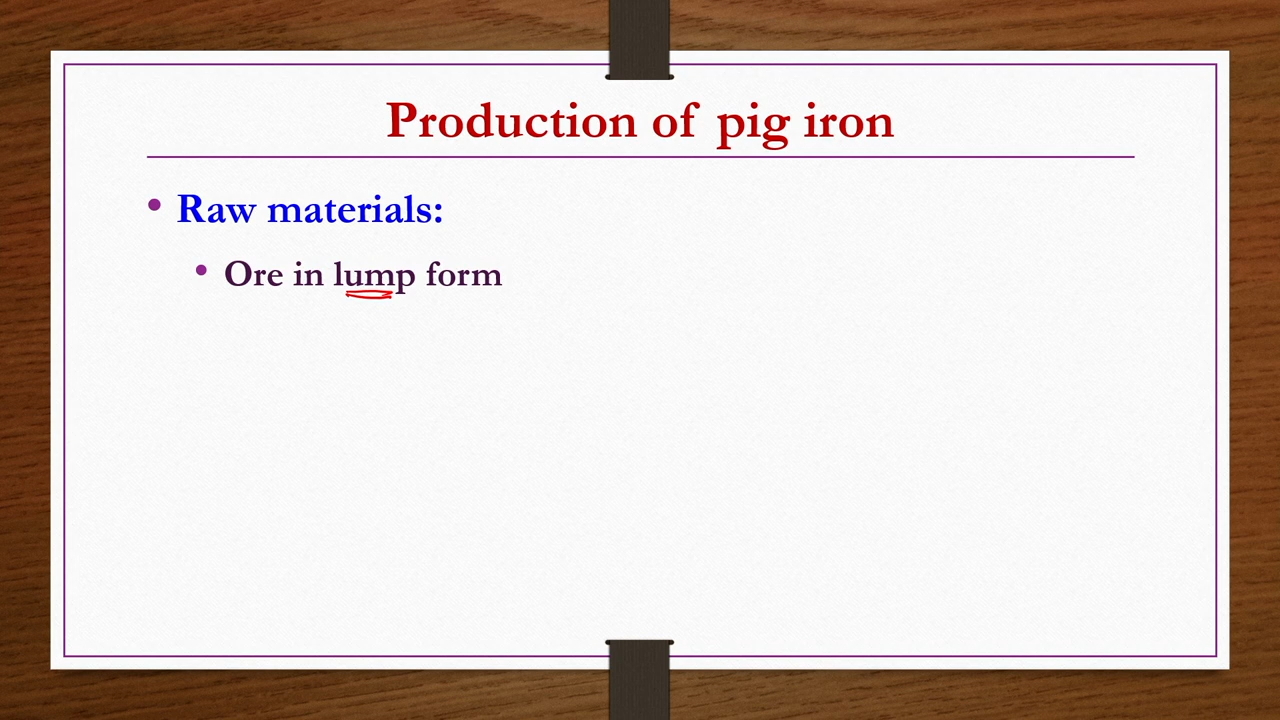 Production of pig iron
• Raw materials:
• Ore in lump form